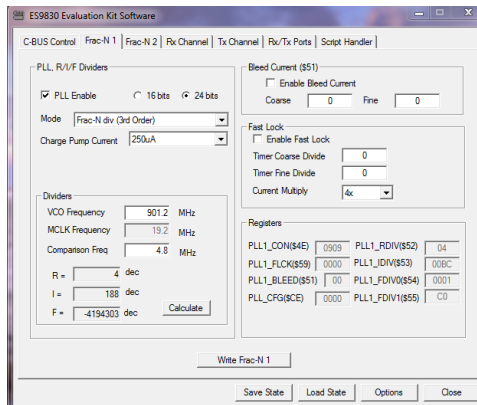 ES9830 Evaluation Kit Software
C-BUS Control Frac-N 1 Frac-N 2 Rx Channel Tx Channel Rx/Tx Ports Script Handler
PLL, R/I/F Dividers
PLL Enable 16 bits 24 bits
Mode Frac-N div (3rd Order)
Charge Pump Current 250uA
Dividers
VCO Frequency 901.2 MHz
MCLK Frequency 19.2 MHz
Comparison Freq 4.8 MHz
R = 4 dec
I = 188 dec
F = -4194303 dec
Calculate
Bleed Current ($51)
Enable Bleed Current
Coarse 0 Fine 0
Fast Lock
Enable Fast Lock
Timer Coarse Divide 0
Timer Fine Divide 0
Current Multiply 4x
Registers
PLL1_CON($4E) 0909 PLL1_RDIV($52) 04
PLL1_FLCK($59) 0000 PLL1_IDIV($53) 00BC
PLL1_BLEED($51) 00 PLL1_FDIV0($54) 0001
PLL_CFG($CE) 0000 PLL1_FDIV1($55) C0
Write Frac-N 1
Save State Load State Options Close